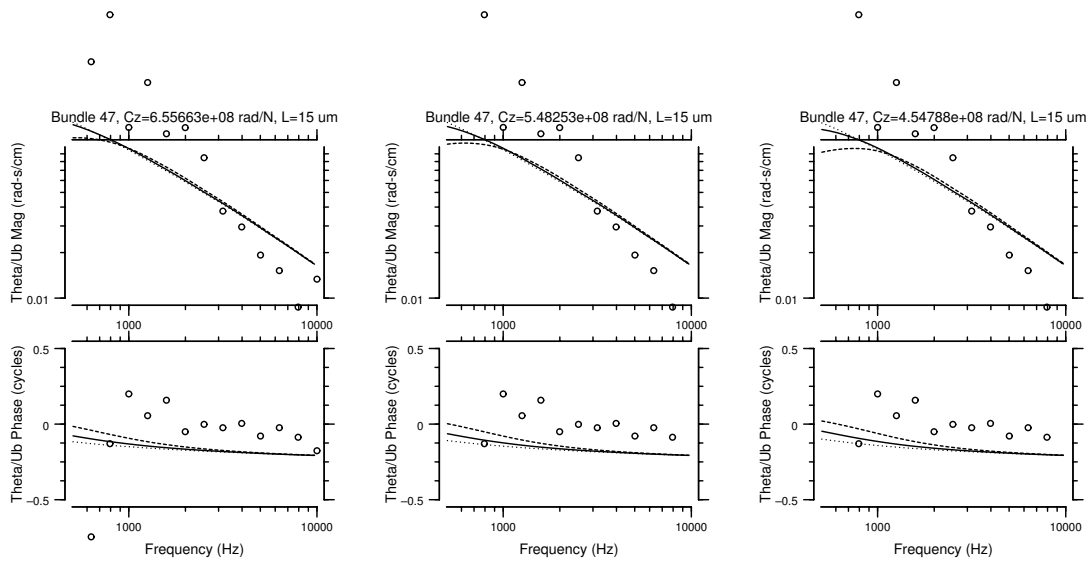 Bundle 47, Cz=6.55663e+08 rad/N, L=15 um
Theta/Ub Mag (rad-s/cm)
0.01
1000
10000
Theta/Ub Phase (cycles)
0.5
0
−0.5
1000
10000
Frequency (Hz)
Bundle 47, Cz=5.48253e+08 rad/N, L=15 um
Theta/Ub Mag (rad-s/cm)
0.01
1000
10000
Theta/Ub Phase (cycles)
0.5
0
−0.5
1000
10000
Frequency (Hz)
Bundle 47, Cz=4.54788e+08 rad/N, L=15 um
Theta/Ub Mag (rad-s/cm)
0.01
1000
10000
Theta/Ub Phase (cycles)
0.5
0
−0.5
1000
10000
Frequency (Hz)